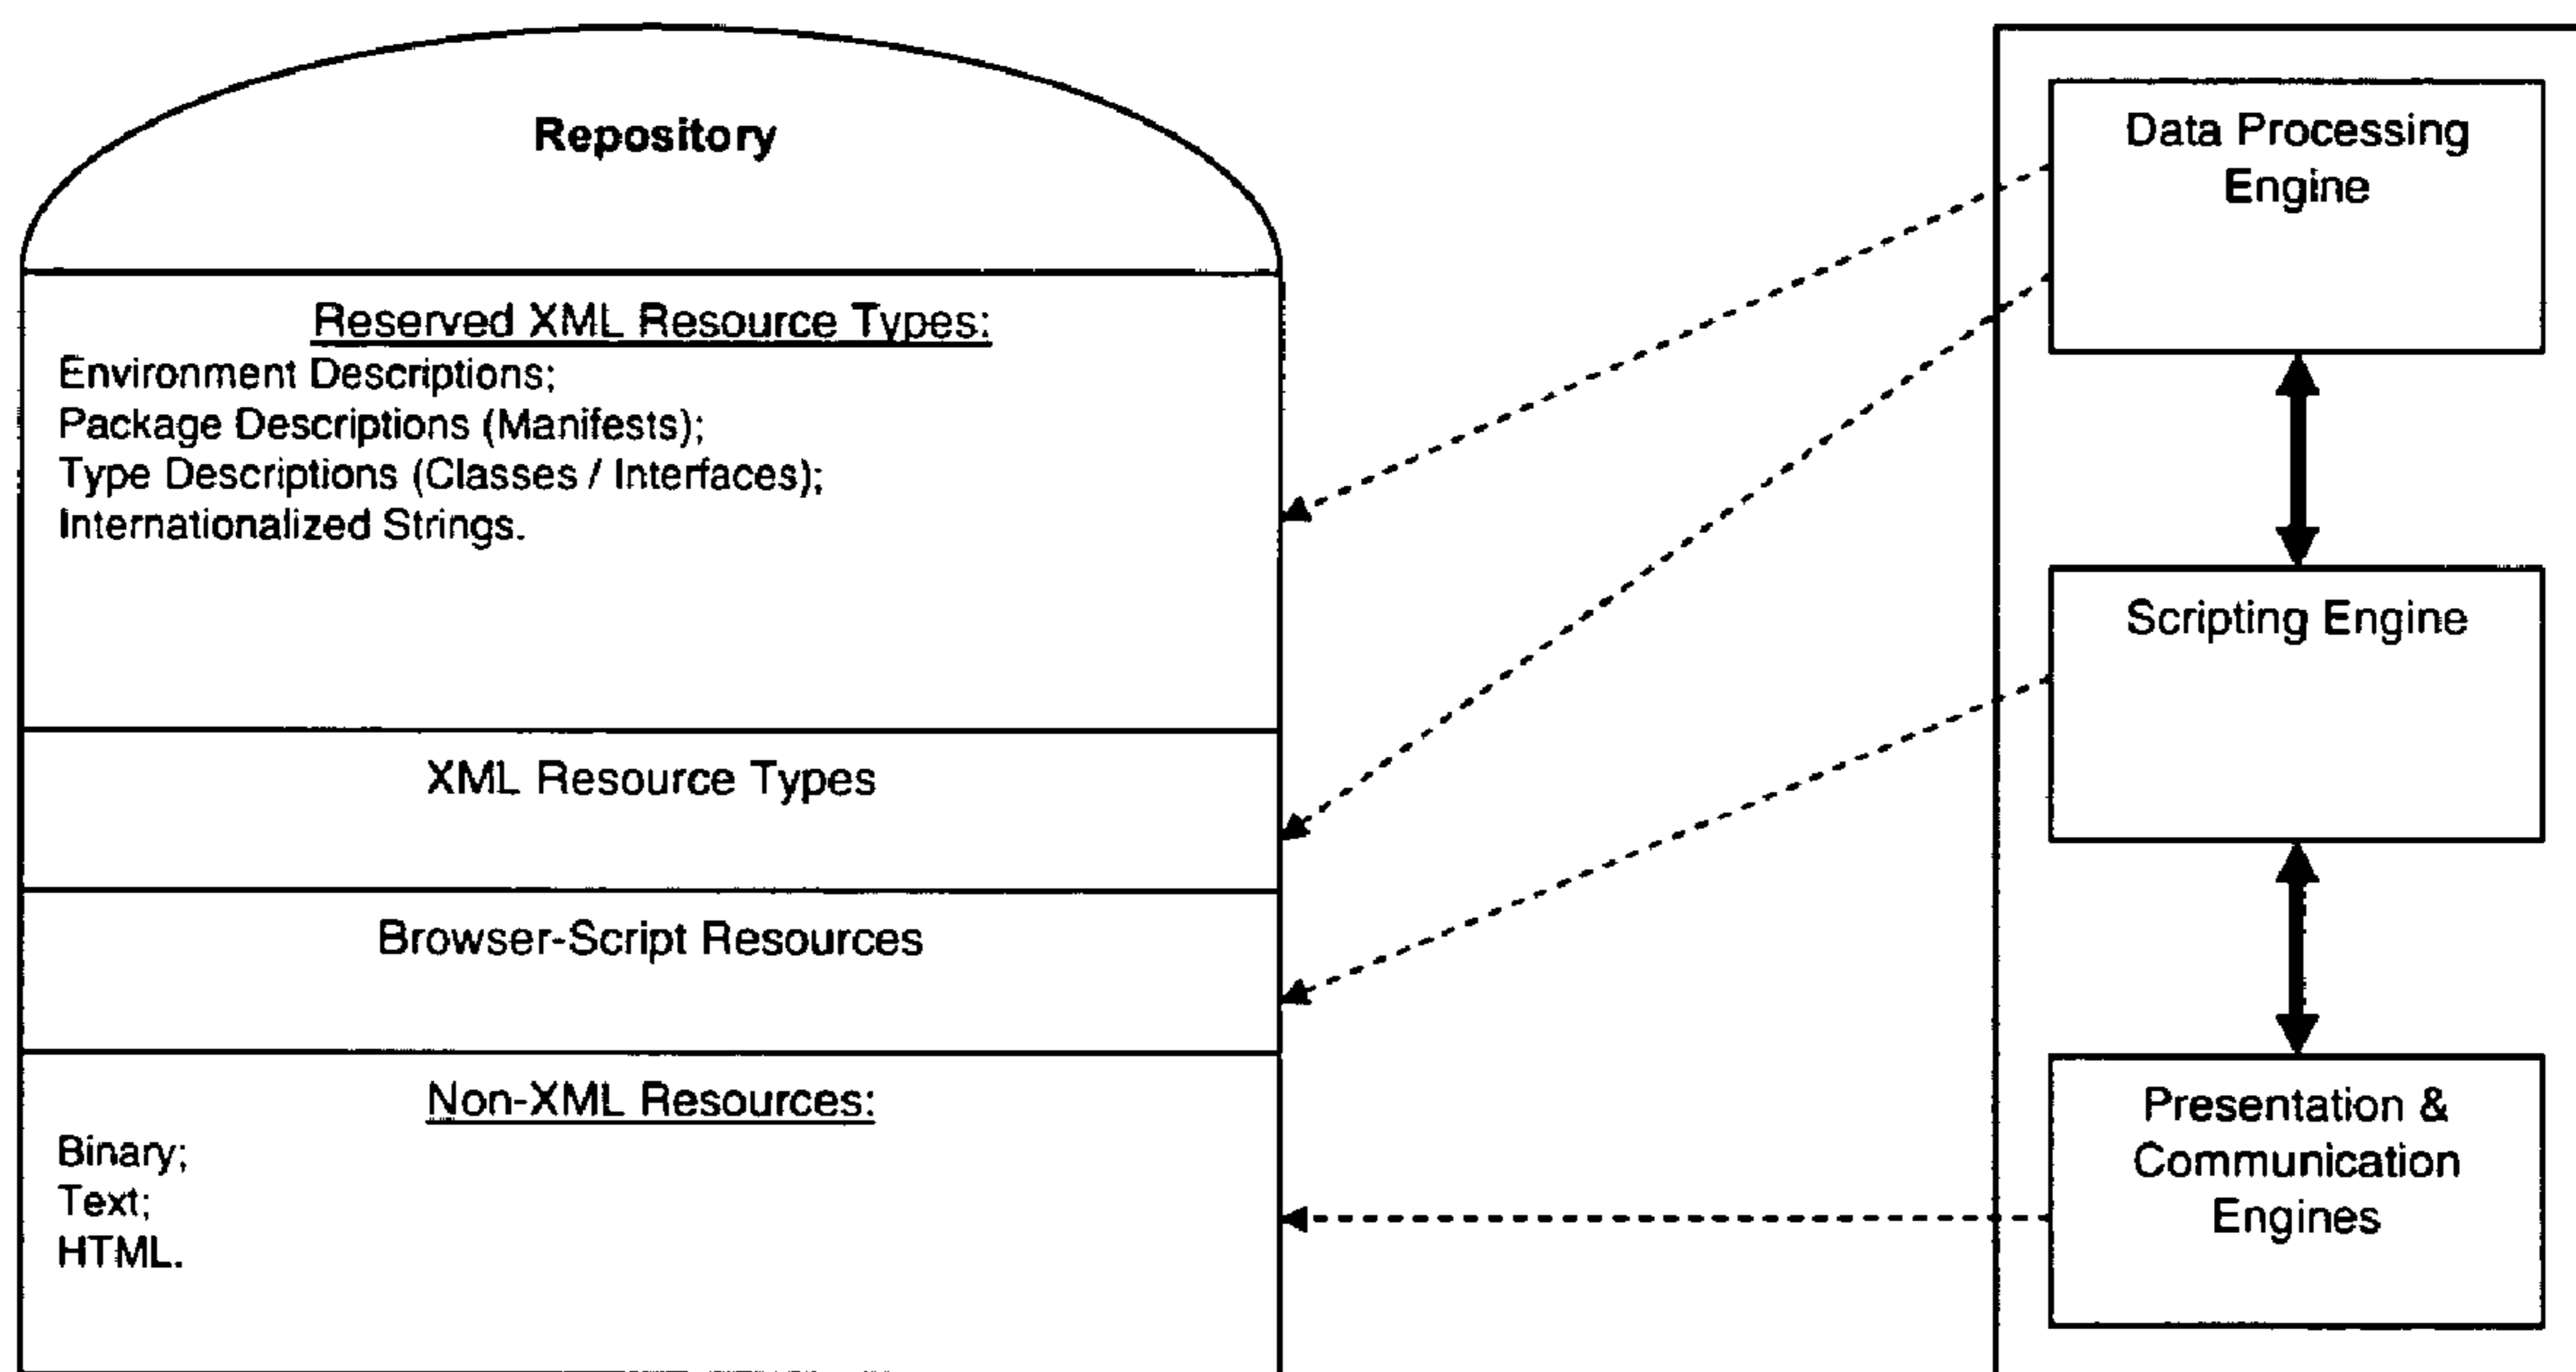 Repository
Reserved XML Resource Types:
Environment Descriptions;
Package Descriptions (Manifests);
Type Descriptions (Classes / Interfaces);
Internationalized Strings.
XML Resource Types
Browser-Script Resources
Non-XML Resources:
Binary;
Text;
HTML.
Data Processing
Engine
Scripting Engine
Presentation &
Communication
Engines